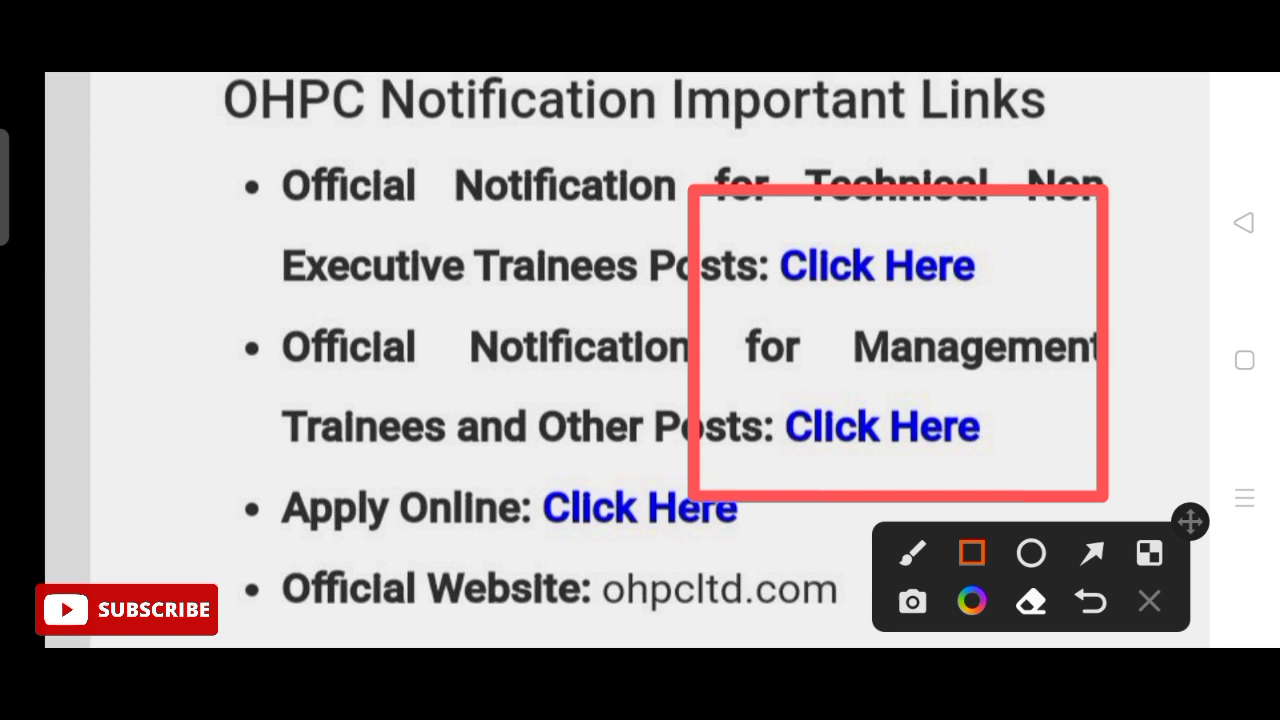 OHPC Notification Important Links
• Official Notification for Technical Non
Executive Trainees Posts: Click Here
• Official Notification for Management
Trainees and Other Posts: Click Here
• Apply Online: Click Here
• Official Website: ohpcltd.com
SUBSCRIBE